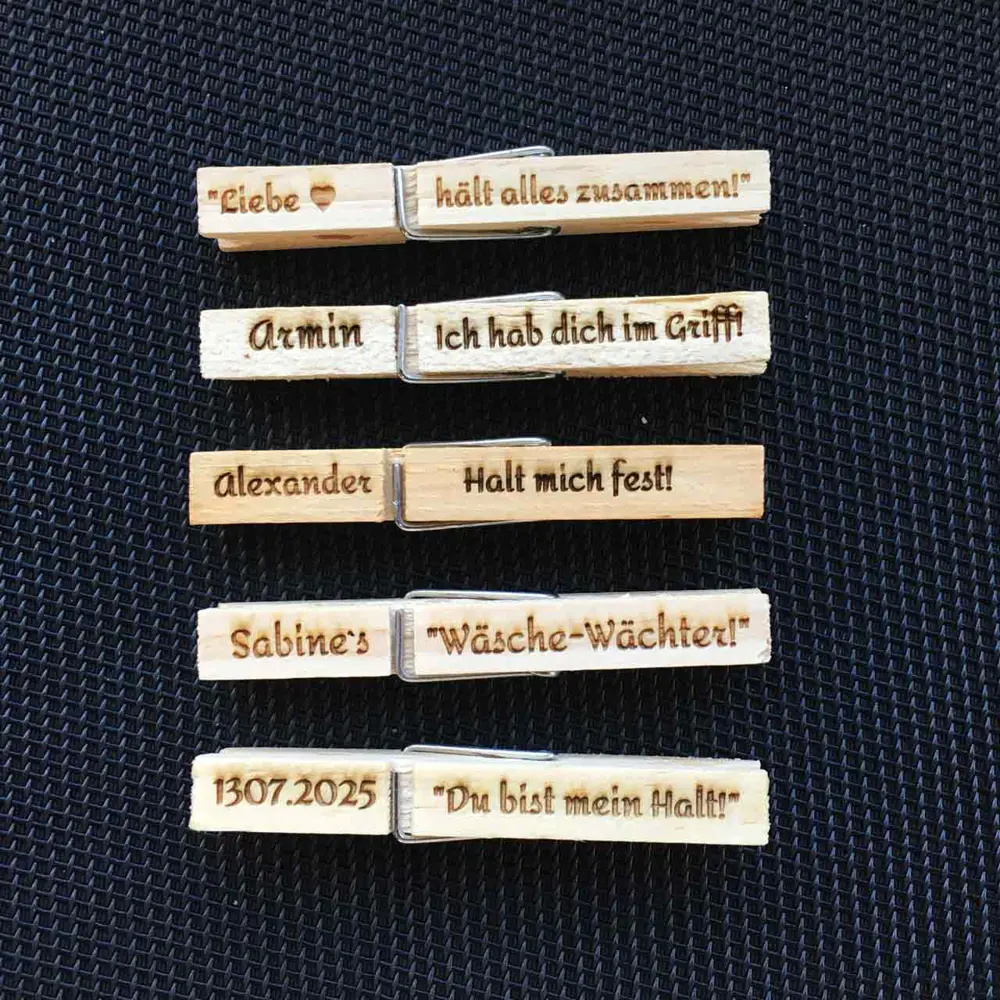 "Liebe ♥ hält alles zusammen!"
Armin Ich hab dich im Griff!
Alexander Halt mich fest!
Sabine`s "Wäsche-Wächter!"
1307.2025 "Du bist mein Halt!"